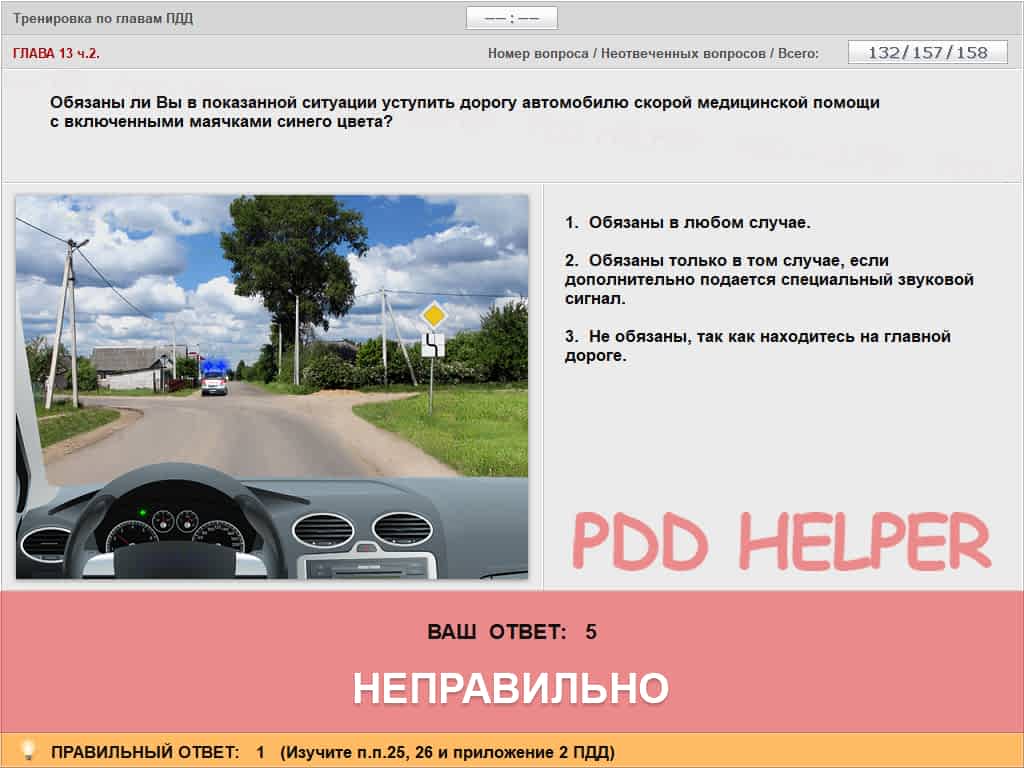 Тренировка по главам ПДД
–– : ––
ГЛАВА 13 ч.2.
Номер вопроса / Неотвеченных вопросов / Всего:
132/157/158
Обязаны ли Вы в показанной ситуации уступить дорогу автомобилю скорой медицинской помощи
с включенными маячками синего цвета?
1. Обязаны в любом случае.
2. Обязаны только в том случае, если
дополнительно подается специальный звуковой
сигнал.
3. Не обязаны, так как находитесь на главной
дороге.
PDD HELPER
ВАШ ОТВЕТ: 5
НЕПРАВИЛЬНО
ПРАВИЛЬНЫЙ ОТВЕТ: 1 (Изучите п.п.25, 26 и приложение 2 ПДД)